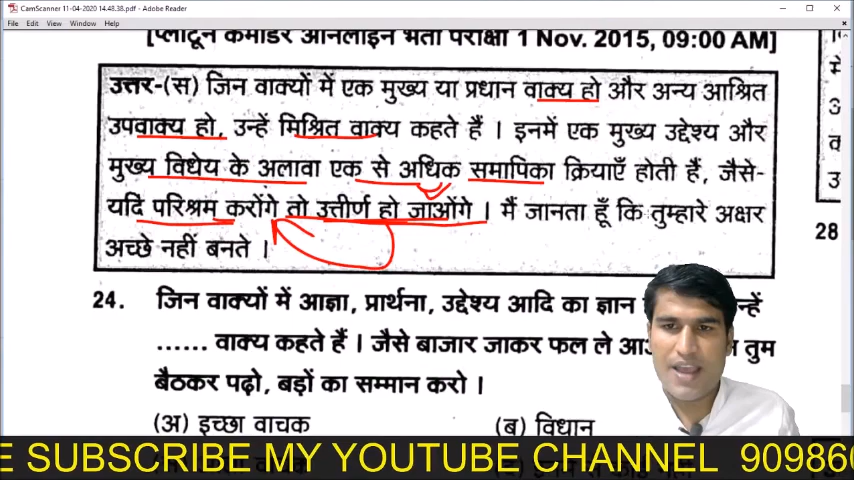 CamScanner 11-04-2020 14.48.38.pdf - Adobe Reader
File Edit View Window Help
[प्लाटून कमांडर ऑनलाइन भर्ती परीक्षा 1 Nov. 2015, 09:00 AM]
उत्तर-(स) जिन वाक्यों में एक मुख्य या प्रधान वाक्य हो और अन्य आश्रित
उपवाक्य हो, उन्हें मिश्रित वाक्य कहते हैं । इनमें एक मुख्य उद्देश्य और
मुख्य विधेय के अलावा एक से अधिक समापिका क्रियाएँ होती हैं, जैसे-
यदि परिश्रम करोंगे तो उत्तीर्ण हो जाओंगे । मैं जानता हूँ कि तुम्हारे अक्षर
अच्छे नहीं बनते ।
28
24. जिन वाक्यों में आज्ञा, प्रार्थना, उद्देश्य आदि का ज्ञान
...... वाक्य कहते हैं । जैसे बाजार जाकर फल ले तुम
बैठकर पढ़ो, बड़ों का सम्मान करो ।
(अ) इच्छा वाचक (ब) विधान
E SUBSCRIBE MY YOUTUBE CHANNEL 909860